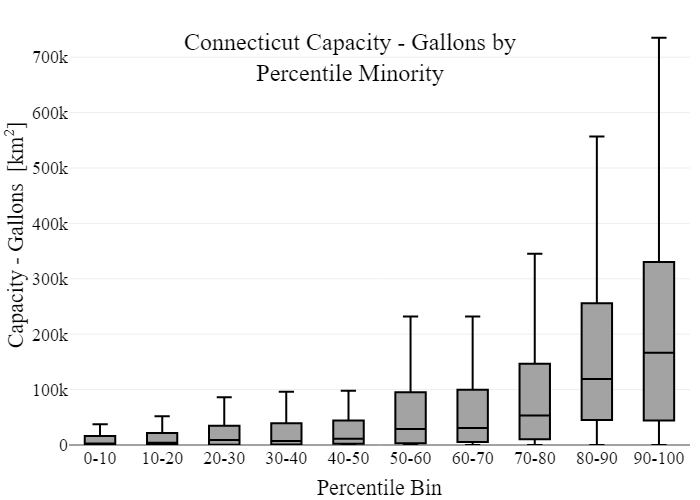 Connecticut Capacity - Gallons by
Percentile Minority
Capacity - Gallons [km²]
700k
600k
500k
400k
300k
200k
100k
0
0-10 10-20 20-30 30-40 40-50 50-60 60-70 70-80 80-90 90-100
Percentile Bin